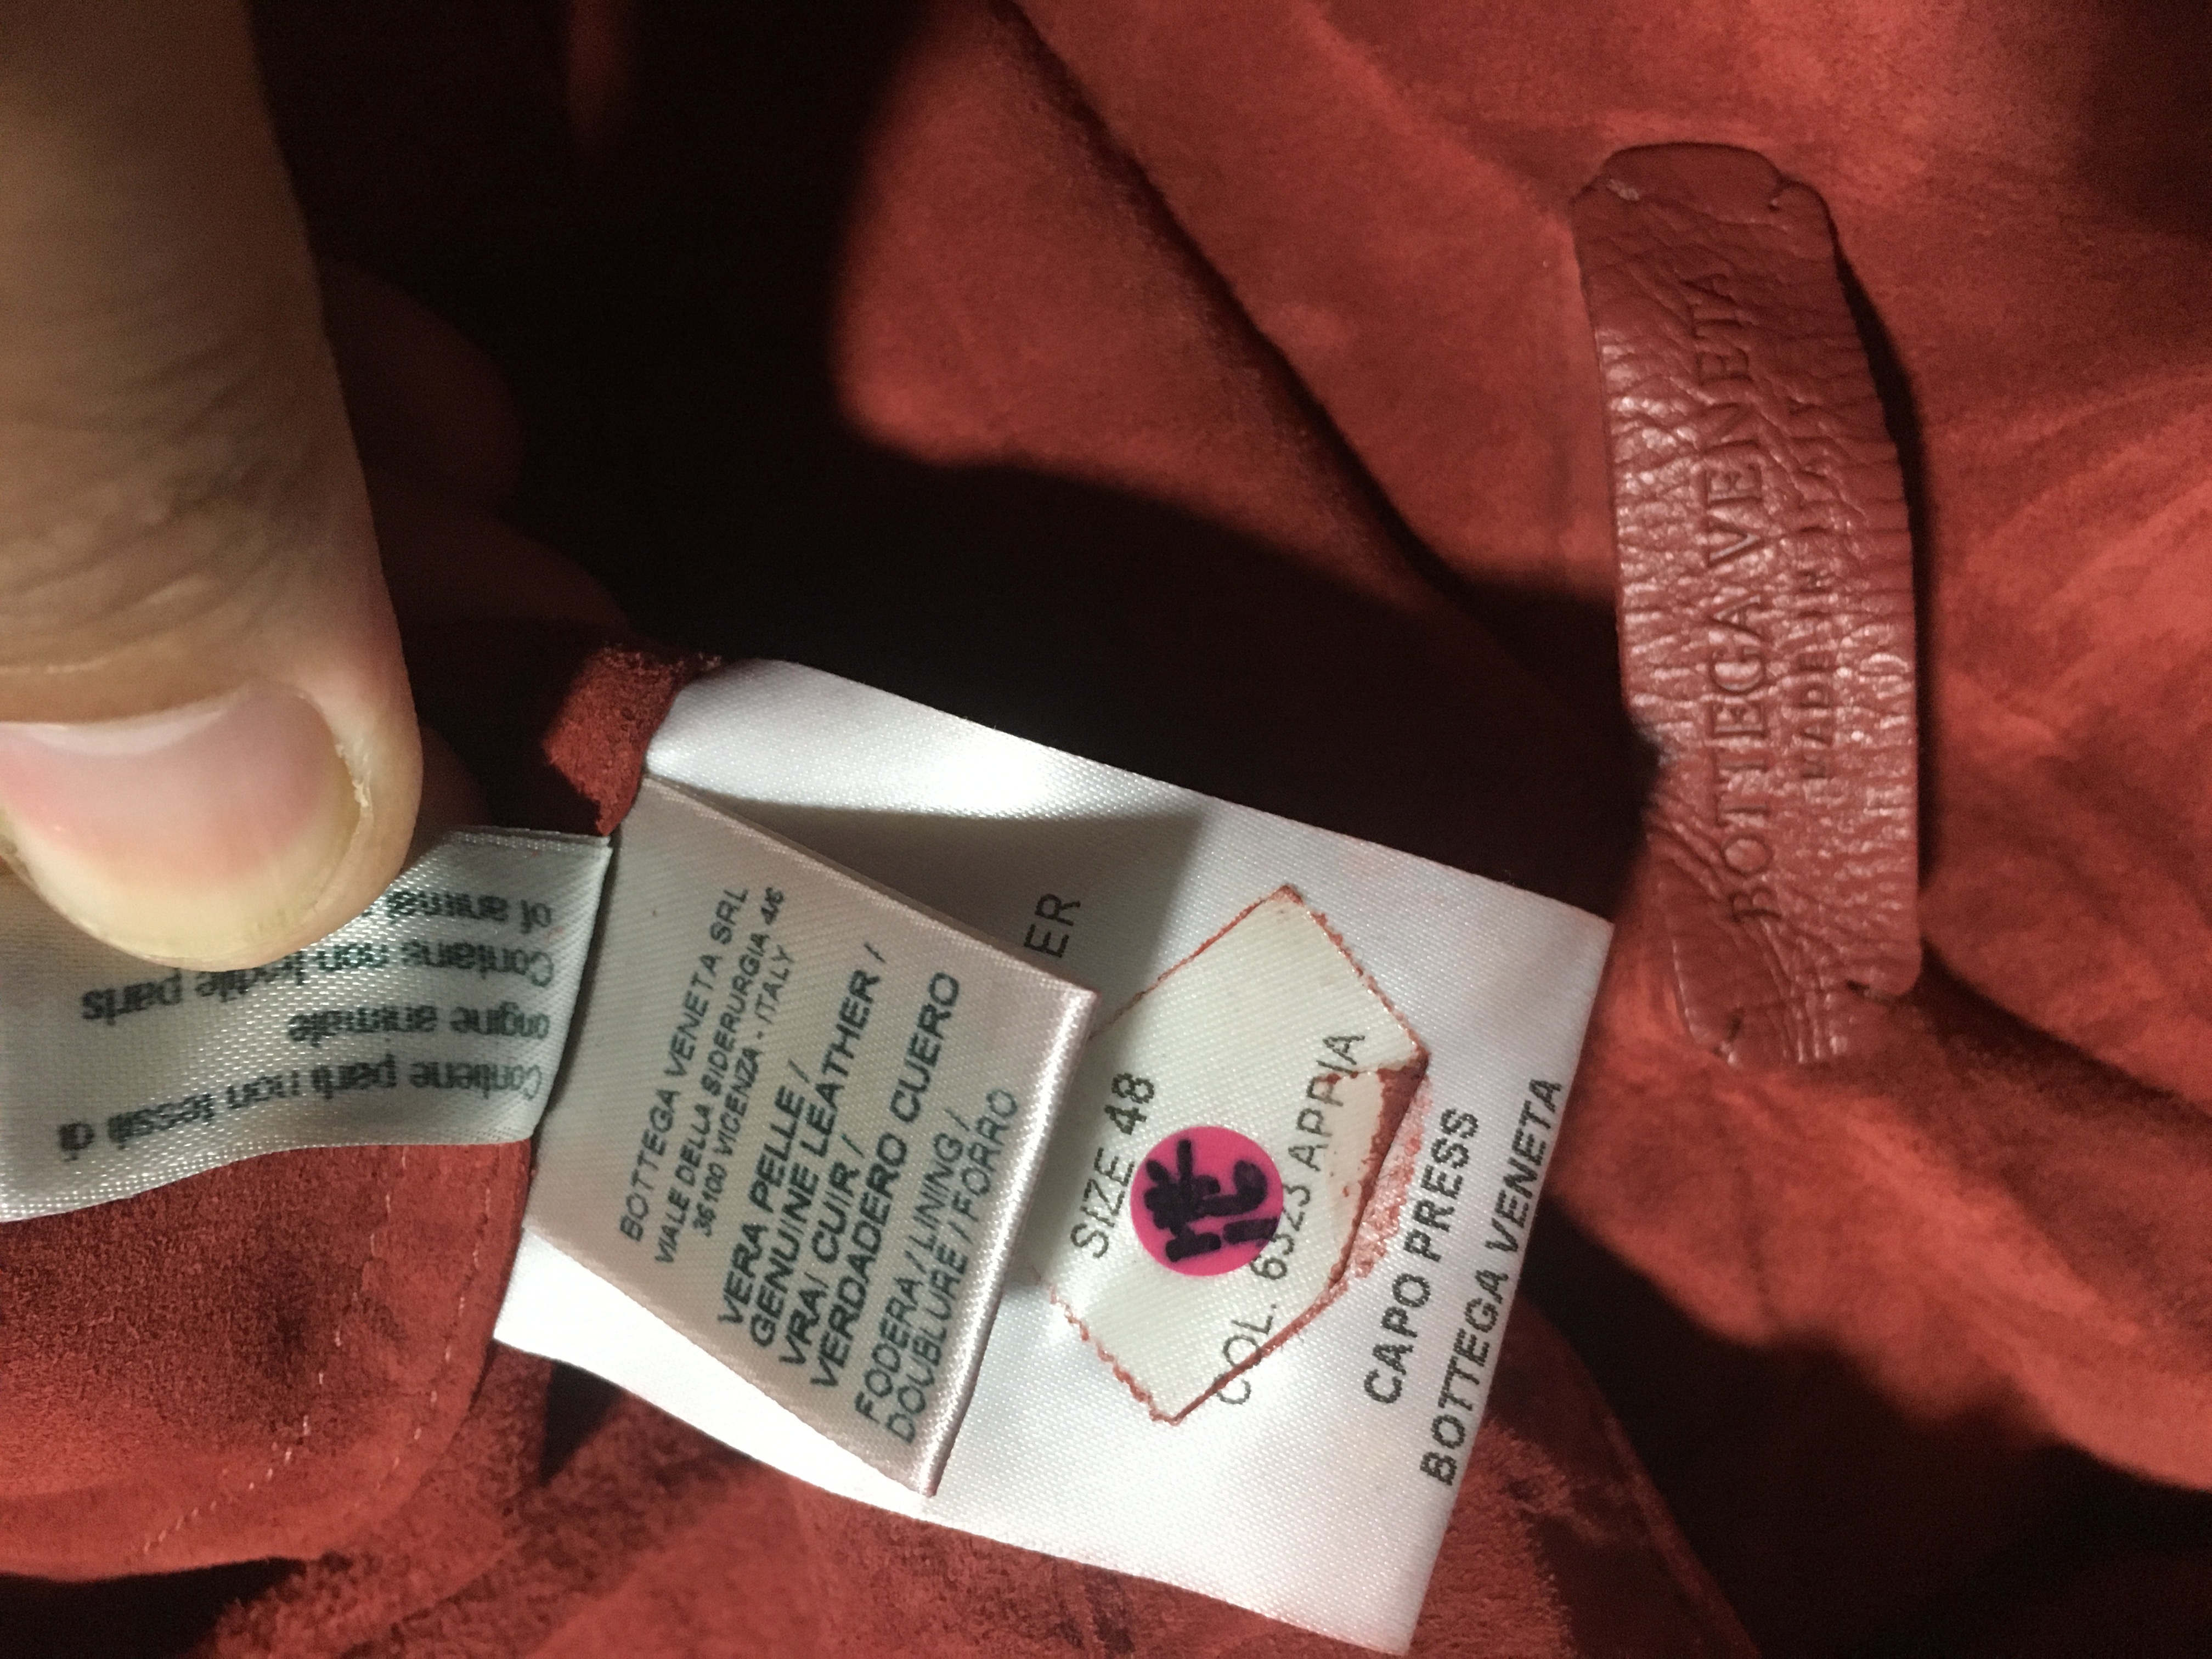 Contiene parti non tessili di
origine animale
Contains non-textile parts
of animal
BOTTEGA VENETA SRL
VIALE DELLA SIDERURGIA 4/6
36100 VICENZA - ITALY
VERA PELLE /
GENUINE LEATHER /
VRAI CUIR /
VERDADERO CUERO
FODERA / LINING /
DOUBLURE / FORRO
ER
SIZE 48
COL. 6323 APPIA
CAPO PRESS
BOTTEGA VENETA
BOTTEGA VENETA
MADE IN ITALY